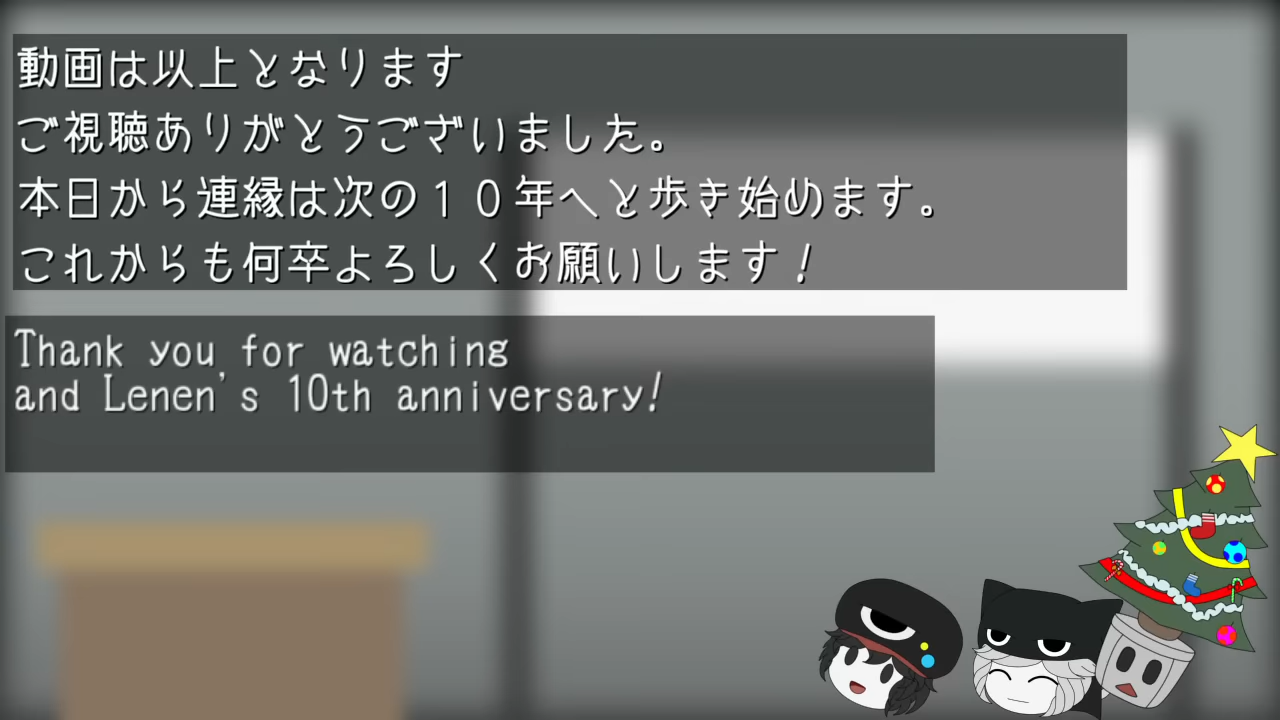 動画は以上となります
ご視聴ありがとうございました。
本日から連縁は次の１０年へと歩き始めます。
これからも何卒よろしくお願いします！
Thank you for watching
and Lenen's 10th anniversary!